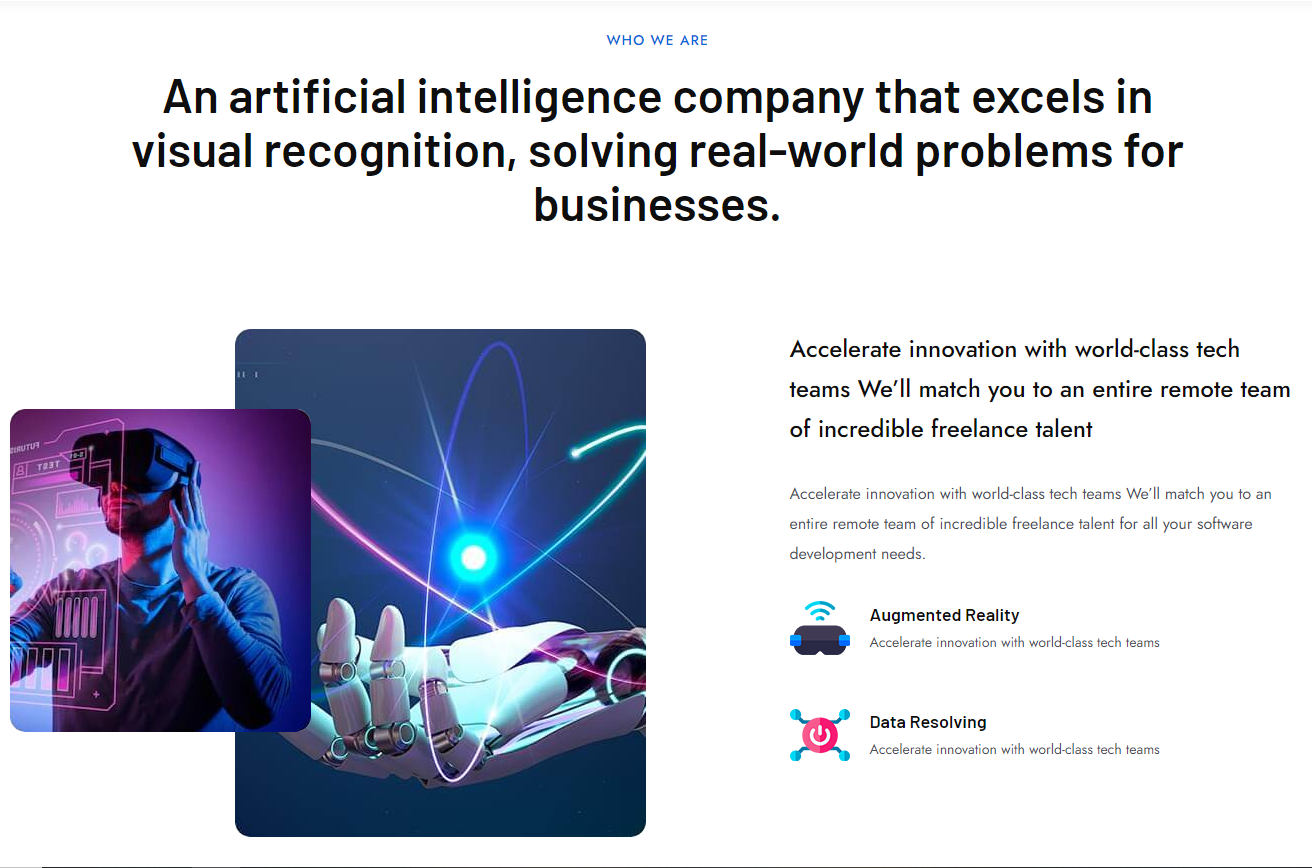 WHO WE ARE
An artificial intelligence company that excels in
visual recognition, solving real-world problems for
businesses.
TEST
Accelerate innovation with world-class tech
teams We’ll match you to an entire remote team
of incredible freelance talent
Accelerate innovation with world-class tech teams We’ll match you to an
entire remote team of incredible freelance talent for all your software
development needs.
Augmented Reality
Accelerate innovation with world-class tech teams
Data Resolving
Accelerate innovation with world-class tech teams